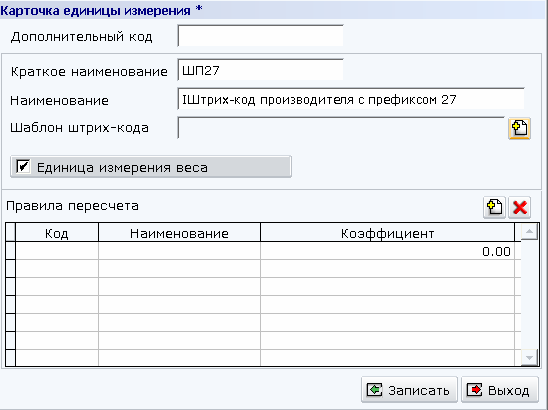 Карточка единицы измерения *
Дополнительный код
Краткое наименование ШП27
Наименование IШтрих-код производителя с префиксом 27
Шаблон штрих-кода
Единица измерения веса
Правила пересчета
Код Наименование Коэффициент
0.00
Записать Выход